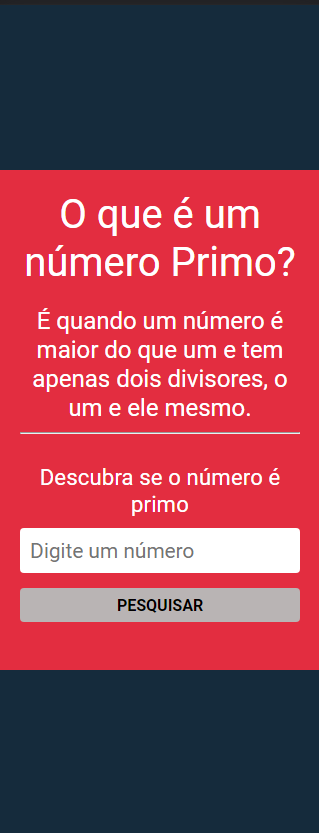 O que é um
número Primo?
É quando um número é
maior do que um e tem
apenas dois divisores, o
um e ele mesmo.
Descubra se o número é
primo
Digite um número
PESQUISAR